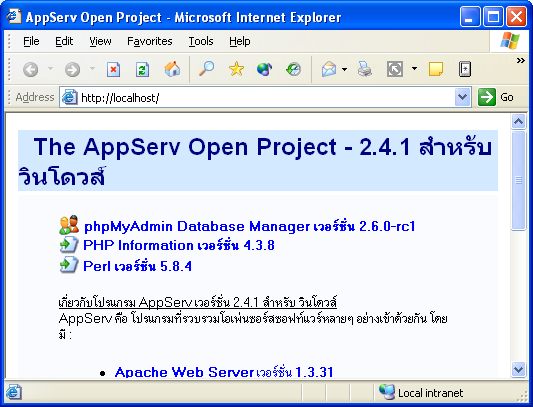 AppServ Open Project - Microsoft Internet Explorer
File Edit View Favorites Tools Help
Address http://localhost/ Go
The AppServ Open Project - 2.4.1 สำหรับ
วินโดวส์
phpMyAdmin Database Manager เวอร์ชั่น 2.6.0-rc1
PHP Information เวอร์ชั่น 4.3.8
Perl เวอร์ชั่น 5.8.4
เกี่ยวกับโปรแกรม AppServ เวอร์ชั่น 2.4.1 สำหรับ วินโดวส์
AppServ คือ โปรแกรมที่รวบรวมโอเพ่นซอร์สซอฟท์แวร์หลายๆ อย่างเข้าด้วยกัน โดย
มี :
• Apache Web Server เวอร์ชั่น 1.3.31
Local intranet